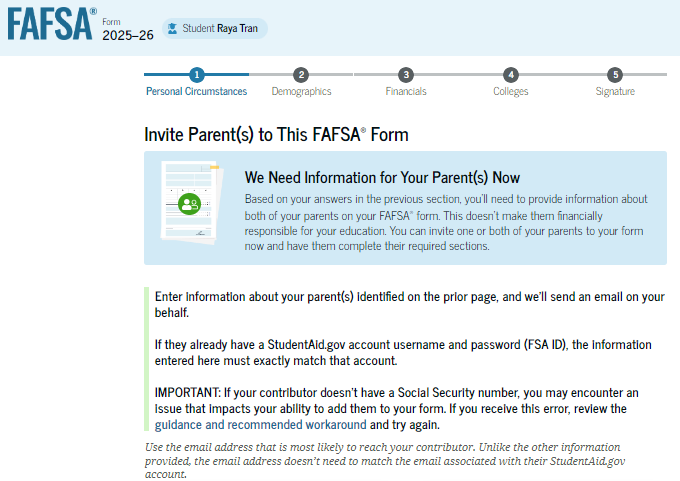 FAFSA® Form
2025–26
Student Raya Tran
1 2 3 4 5
Personal Circumstances Demographics Financials Colleges Signature
Invite Parent(s) to This FAFSA® Form
We Need Information for Your Parent(s) Now
Based on your answers in the previous section, you'll need to provide information about
both of your parents on your FAFSA® form. This doesn't make them financially
responsible for your education. You can invite one or both of your parents to your form
now and have them complete their required sections.
Enter information about your parent(s) identified on the prior page, and we'll send an email on your
behalf.
If they already have a StudentAid.gov account username and password (FSA ID), the information
entered here must exactly match that account.
IMPORTANT: If your contributor doesn't have a Social Security number, you may encounter an
issue that impacts your ability to add them to your form. If you receive this error, review the
guidance and recommended workaround and try again.
Use the email address that is most likely to reach your contributor. Unlike the other information
provided, the email address doesn't need to match the email associated with their StudentAid.gov
account.